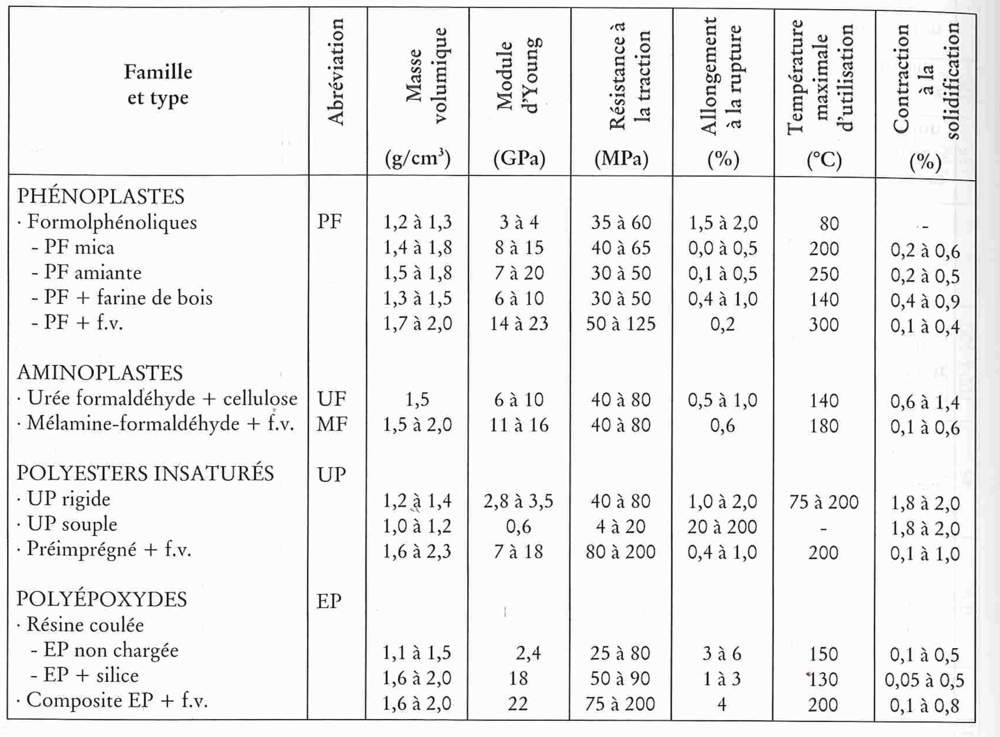 Famille et type | Abréviation | Masse volumique (g/cm³) | Module d'Young (GPa) | Résistance à la traction (MPa) | Allongement à la rupture (%) | Température maximale d'utilisation (°C) | Contraction à la solidification (%)
PHÉNOPLASTES
· Formolphénoliques PF 1,2 à 1,3 3 à 4 35 à 60 1,5 à 2,0 80 -
- PF mica 1,4 à 1,8 8 à 15 40 à 65 0,0 à 0,5 200 0,2 à 0,6
- PF amiante 1,5 à 1,8 7 à 20 30 à 50 0,1 à 0,5 250 0,2 à 0,5
- PF + farine de bois 1,3 à 1,5 6 à 10 30 à 50 0,4 à 1,0 140 0,4 à 0,9
- PF + f.v. 1,7 à 2,0 14 à 23 50 à 125 0,2 300 0,1 à 0,4
AMINOPLASTES
· Urée formaldéhyde + cellulose UF 1,5 6 à 10 40 à 80 0,5 à 1,0 140 0,6 à 1,4
· Mélamine-formaldéhyde + f.v. MF 1,5 à 2,0 11 à 16 40 à 80 0,6 180 0,1 à 0,6
POLYESTERS INSATURÉS UP
· UP rigide 1,2 à 1,4 2,8 à 3,5 40 à 80 1,0 à 2,0 75 à 200 1,8 à 2,0
· UP souple 1,0 à 1,2 0,6 4 à 20 20 à 200 - 1,8 à 2,0
· Préimprégné + f.v. 1,6 à 2,3 7 à 18 80 à 200 0,4 à 1,0 200 0,1 à 1,0
POLYÉPOXYDES EP
· Résine coulée
- EP non chargée 1,1 à 1,5 2,4 25 à 80 3 à 6 150 0,1 à 0,5
- EP + silice 1,6 à 2,0 18 50 à 90 1 à 3 130 0,05 à 0,5
· Composite EP + f.v. 1,6 à 2,0 22 75 à 200 4 200 0,1 à 0,8